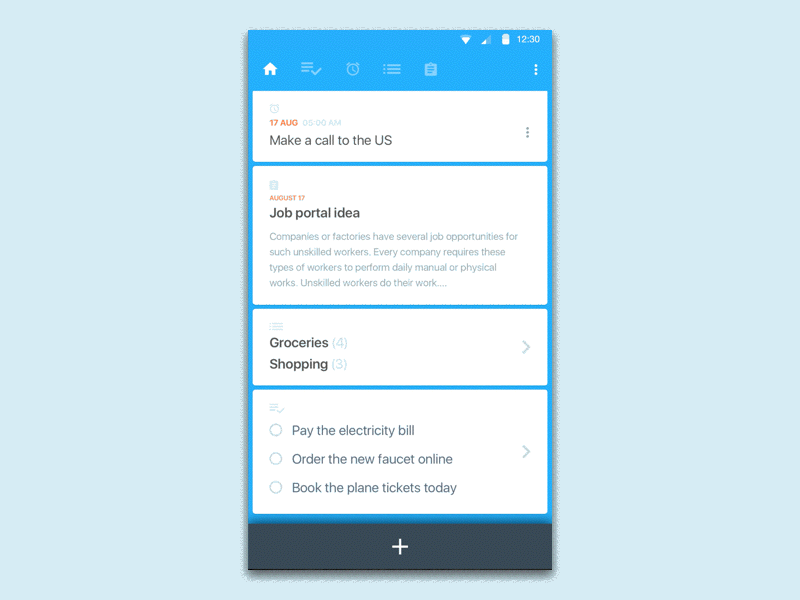 12:30
17 AUG 05:00 AM
Make a call to the US
AUGUST 17
Job portal idea
Companies or factories have several job opportunities for
such unskilled workers. Every company requires these
types of workers to perform daily manual or physical
works. Unskilled workers do their work....
Groceries (4)
Shopping (3)
Pay the electricity bill
Order the new faucet online
Book the plane tickets today